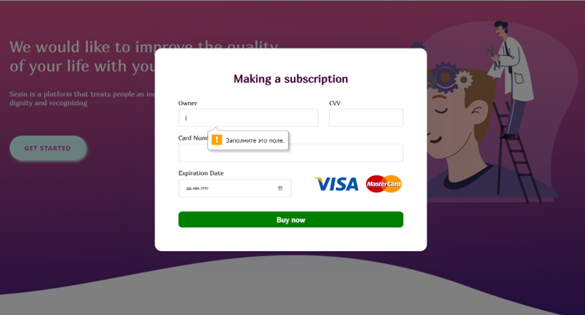 We would like to improve the quality
of your life with you
Sezin is a platform that treats people as
dignity and recognizing
GET STARTED
Making a subscription
Owner
CVV
Заполните это поле.
Card Num
Expiration Date
дд.мм.гггг
VISA
MasterCard
Buy now